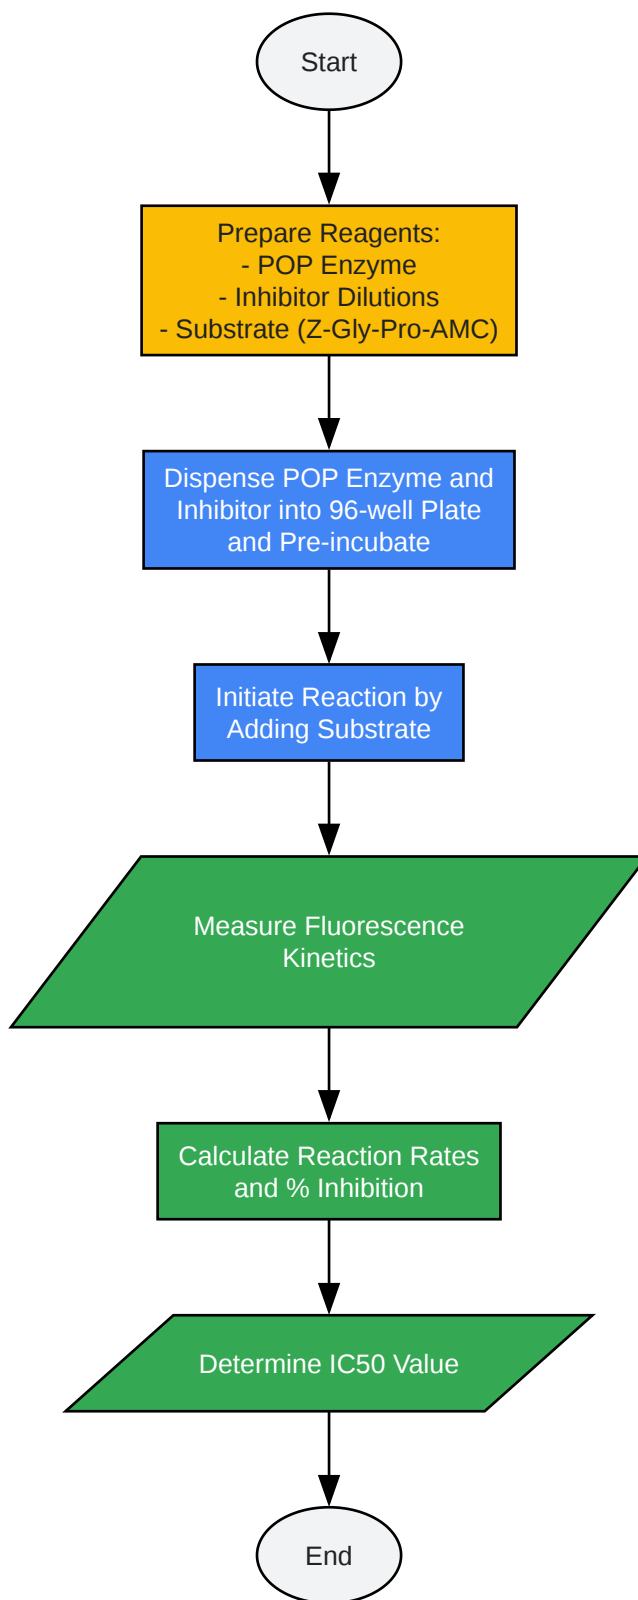 Start
Prepare Reagents:
- POP Enzyme
- Inhibitor Dilutions
- Substrate (Z-Gly-Pro-AMC)
Dispense POP Enzyme and
Inhibitor into 96-well Plate
and Pre-incubate
Initiate Reaction by
Adding Substrate
Measure Fluorescence
Kinetics
Calculate Reaction Rates
and % Inhibition
Determine IC50 Value
End